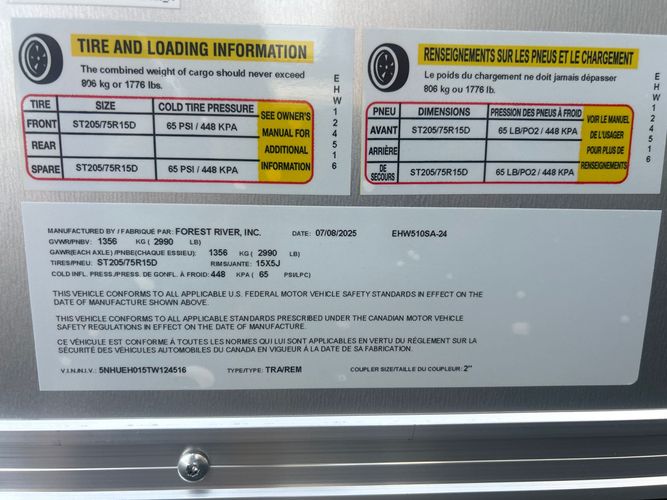 TIRE AND LOADING INFORMATION
The combined weight of cargo should never exceed
806 kg or 1776 lbs.
TIRE SIZE COLD TIRE PRESSURE SEE OWNER'S MANUAL FOR ADDITIONAL INFORMATION
FRONT ST205/75R15D 65 PSI / 448 KPA
REAR
SPARE ST205/75R15D 65 PSI / 448 KPA
EHW124516
RENSEIGNEMENTS SUR LES PNEUS ET LE CHARGEMENT
Le poids du chargement ne doit jamais dépasser
806 kg ou 1776 lb.
PNEU DIMENSIONS PRESSION DES PNEUS À FROID VOIR LE MANUEL DE L'USAGER POUR PLUS DE RENSEIGNEMENTS
AVANT ST205/75R15D 65 LB/PO2 / 448 KPA
ARRIÈRE
DE SECOURS ST205/75R15D 65 LB/PO2 / 448 KPA
EHW124516
MANUFACTURED BY / FABRIQUÉ PAR: FOREST RIVER, INC. DATE: 07/08/2025 EHW510SA-24
GVWR/PNBV: 1356 KG ( 2990 LB)
GAWR(EACH AXLE) /PNBE(CHAQUE ESSIEU): 1356 KG ( 2990 LB)
TIRES/PNEU: ST205/75R15D RIMS/JANTE: 15X5J
COLD INFL. PRESS./PRESS. DE GONFL. À FROID: 448 KPA ( 65 PSI/LPC)
THIS VEHICLE CONFORMS TO ALL APPLICABLE U.S. FEDERAL MOTOR VEHICLE SAFETY STANDARDS IN EFFECT ON THE
DATE OF MANUFACTURE SHOWN ABOVE.
THIS VEHICLE CONFORMS TO ALL APPLICABLE STANDARDS PRESCRIBED UNDER THE CANADIAN MOTOR VEHICLE
SAFETY REGULATIONS IN EFFECT ON THE DATE OF MANUFACTURE.
CE VÉHICULE EST CONFORME À TOUTES LES NORMES QUI LUI SONT APPLICABLES EN VERTU DU RÉGLEMENT SUR LA
SÉCURITÉ DES VÉHICULES AUTOMOBILES DU CANADA EN VIGUEUR À LA DATE DE SA FABRICATION.
V.I.N./N.I.V.: 5NHUEH015TW124516 TYPE/TYPE: TRA/REM COUPLER SIZE/TAILLE DU COUPLEUR: 2"